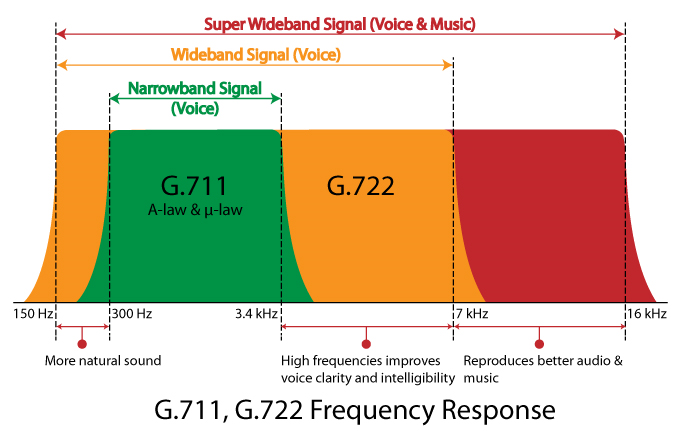 Super Wideband Signal (Voice & Music)
Wideband Signal (Voice)
Narrowband Signal
(Voice)
G.711
A-law & μ-law
G.722
150 Hz
300 Hz
3.4 kHz
7 kHz
16 kHz
More natural sound
High frequencies improves
voice clarity and intelligibility
Reproduces better audio &
music
G.711, G.722 Frequency Response